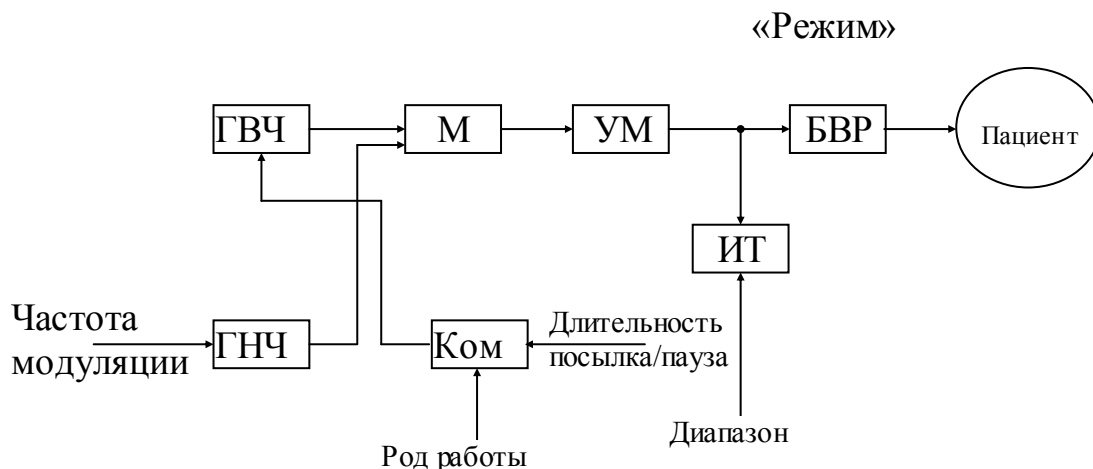 «Режим»
ГВЧ
М
УМ
БВР
Пациент
ИТ
Частота
модуляции
ГНЧ
Ком
Длительность
посылка/пауза
Диапазон
Род работы